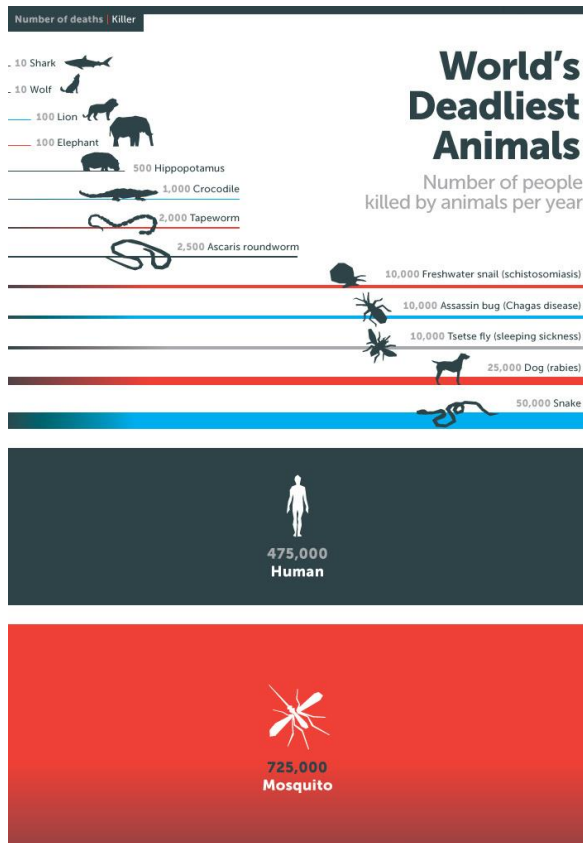 Number of deaths | Killer
World's
Deadliest
Animals
Number of people
killed by animals per year
10 Shark
10 Wolf
100 Lion
100 Elephant
500 Hippopotamus
1,000 Crocodile
2,000 Tapeworm
2,500 Ascaris roundworm
10,000 Freshwater snail (schistosomiasis)
10,000 Assassin bug (Chagas disease)
10,000 Tsetse fly (sleeping sickness)
25,000 Dog (rabies)
50,000 Snake
475,000
Human
725,000
Mosquito